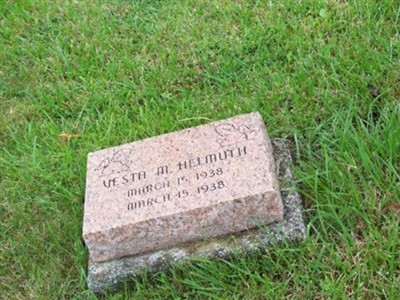 VESTA M. HELMUTH
MARCH 15, 1938
MARCH 15, 1938